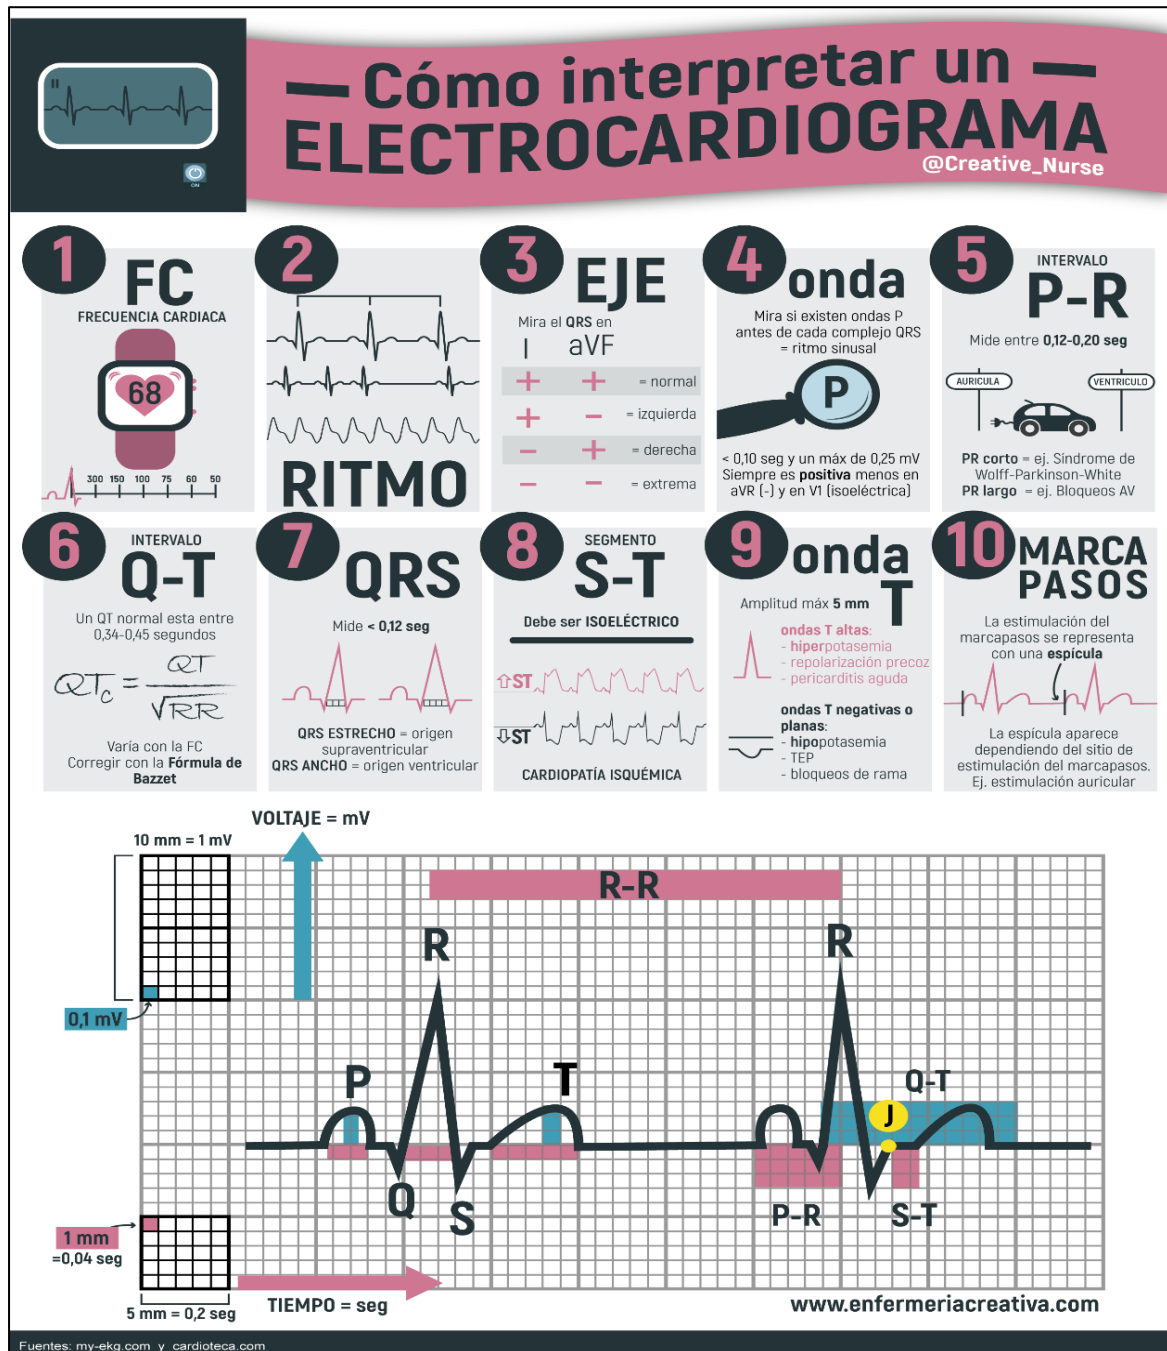 Cómo interpretar un
ELECTROCARDIOGRAMA
@Creative_Nurse
ON
1
FC
FRECUENCIA CARDIACA
68
300 150 100 75 60 50
2
RITMO
3
EJE
Mira el QRS en
I aVF
+ + = normal
+ - = izquierda
- + = derecha
- - = extrema
4
onda
Mira si existen ondas P
antes de cada complejo QRS
= ritmo sinusal
P
< 0,10 seg y un máx de 0,25 mV
Siempre es positiva menos en
aVR (-) y en V1 (isoeléctrica)
5
INTERVALO
P-R
Mide entre 0,12-0,20 seg
AURICULA
VENTRICULO
PR corto = ej. Síndrome de
Wolff-Parkinson-White
PR largo = ej. Bloqueos AV
6
INTERVALO
Q-T
Un QT normal esta entre
0,34-0,45 segundos
QTc = QT
√RR
Varía con la FC
Corregir con la Fórmula de
Bazzet
7
QRS
Mide < 0,12 seg
QRS ESTRECHO = origen
supraventricular
QRS ANCHO = origen ventricular
8
SEGMENTO
S-T
Debe ser ISOELÉCTRICO
⇧ST
⇩ST
CARDIOPATÍA ISQUÉMICA
9
onda
T
Amplitud máx 5 mm
ondas T altas:
- hiperpotasemia
- repolarización precoz
- pericarditis aguda
ondas T negativas o
planas:
- hipopotasemia
- TEP
- bloqueos de rama
10
MARCA
PASOS
La estimulación del
marcapasos se representa
con una espícula
La espícula aparece
dependiendo del sitio de
estimulación del marcapasos.
Ej. estimulación auricular
VOLTAJE = mV
10 mm = 1 mV
R-R
R
R
0,1 mV
P
T
Q-T
J
Q
S
P-R
S-T
1 mm
=0,04 seg
5 mm = 0,2 seg
TIEMPO = seg
www.enfermeriacreativa.com
Fuentes: my-ekg.com y cardioteca.com